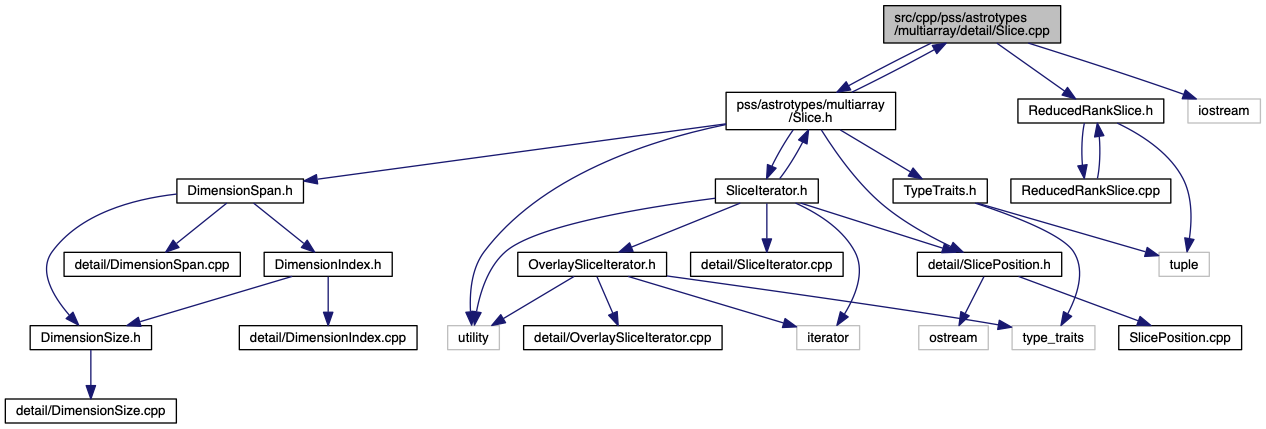 src/cpp/pss/astrotypes
/multiarray/detail/Slice.cpp
pss/astrotypes/multiarray
/Slice.h
ReducedRankSlice.h
iostream
DimensionSpan.h
SliceIterator.h
TypeTraits.h
ReducedRankSlice.cpp
detail/DimensionSpan.cpp
DimensionIndex.h
OverlaySliceIterator.h
detail/SliceIterator.cpp
detail/SlicePosition.h
tuple
DimensionSize.h
detail/DimensionIndex.cpp
utility
detail/OverlaySliceIterator.cpp
iterator
ostream
type_traits
SlicePosition.cpp
detail/DimensionSize.cpp